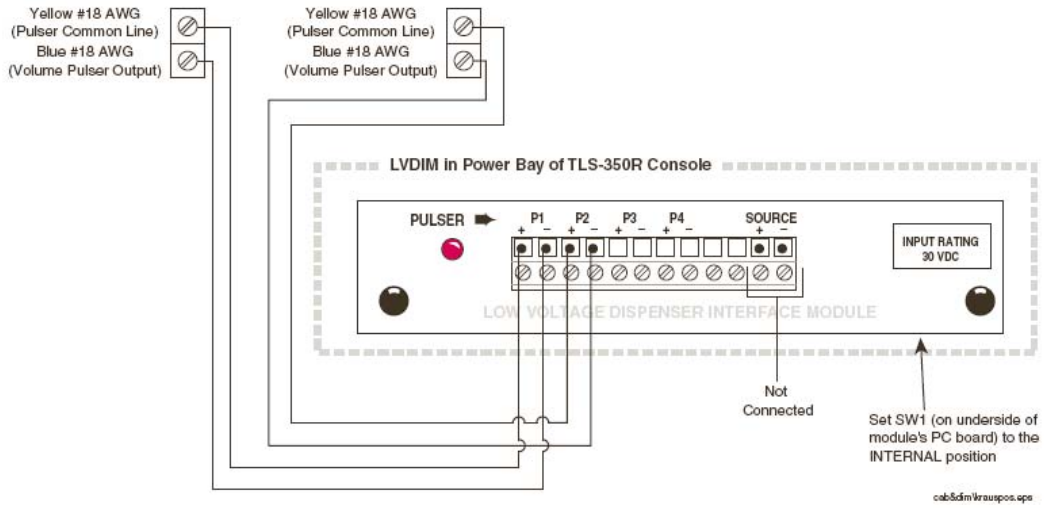 Yellow #18 AWG
(Pulser Common Line)
Blue #18 AWG
(Volume Pulser Output)
Yellow #18 AWG
(Pulser Common Line)
Blue #18 AWG
(Volume Pulser Output)
LVDIM in Power Bay of TLS-350R Console
PULSER
P1 P2 P3 P4 SOURCE
+ − + − + − + − + −
INPUT RATING
30 VDC
LOW VOLTAGE DISPENSER INTERFACE MODULE
Not
Connected
Set SW1 (on underside of
module's PC board) to the
INTERNAL position
cab&dim\krauspos.eps